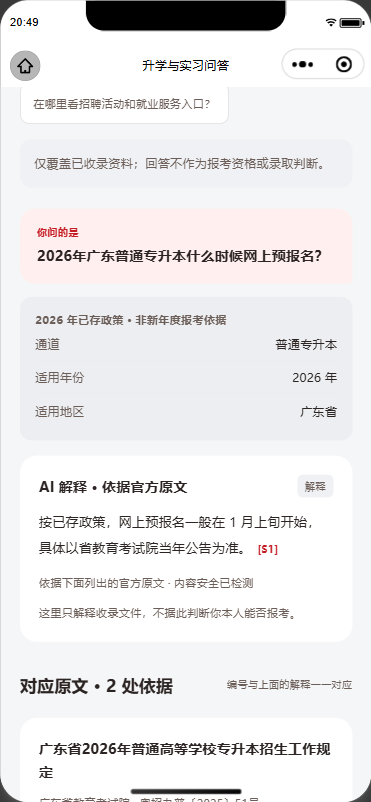 20:49
升学与实习问答
在哪里看招聘活动和就业服务入口？
仅覆盖已收录资料；回答不作为报考资格或录取判断。
你问的是
2026年广东普通专升本什么时候网上预报名？
2026 年已存政策 · 非新年度报考依据
通道 普通专升本
适用年份 2026 年
适用地区 广东省
AI 解释 · 依据官方原文 解释
按已存政策，网上预报名一般在 1 月上旬开始，
具体以省教育考试院当年公告为准。 [S1]
依据下面列出的官方原文 · 内容安全已检测
这里只解释收录文件，不据此判断你本人能否报考。
对应原文 · 2 处依据 编号与上面的解释一一对应
广东省2026年普通高等学校专升本招生工作规
定